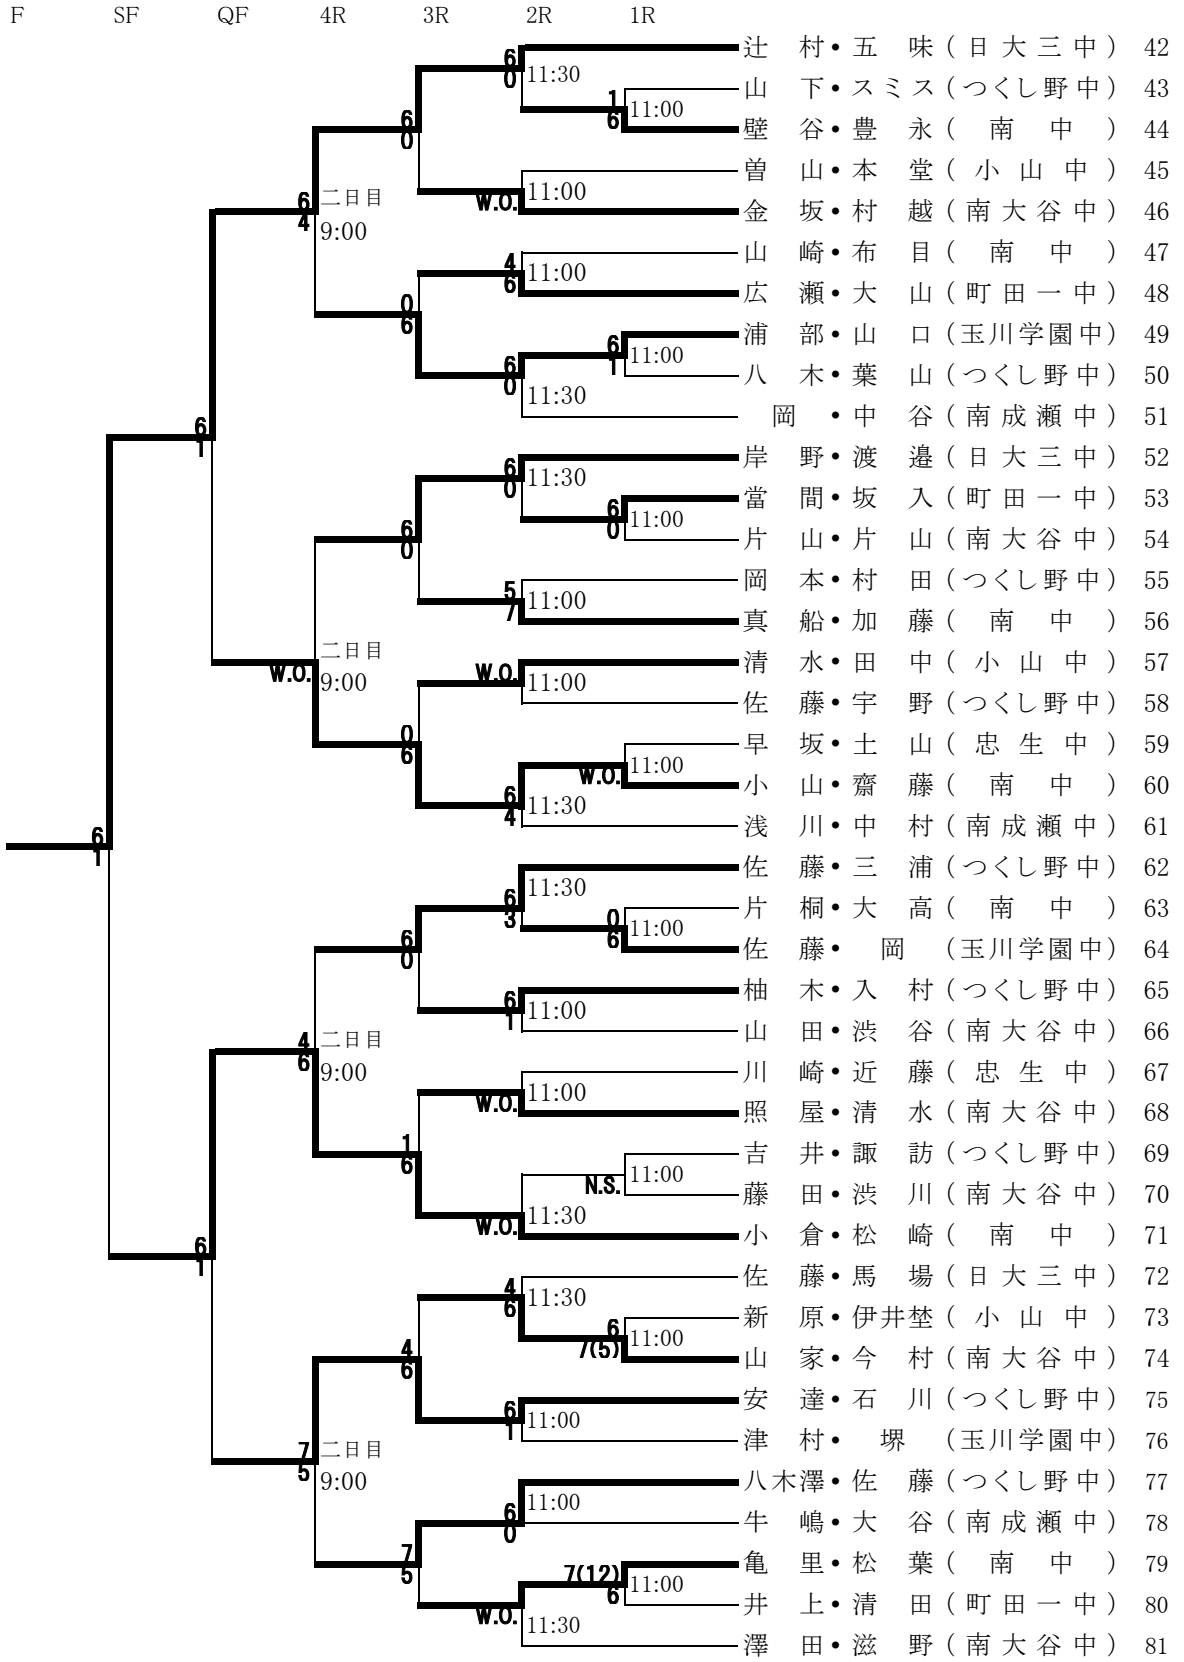 F SF QF 4R 3R 2R 1R
辻 村・五 味(日大三中) 42
6
0 11:30
山 下・スミス(つくし野中) 43
1
6 11:00
6
0
壁 谷・豊 永( 南 中 ) 44
曽 山・本 堂(小山中) 45
W.O. 11:00
6
4 二日目
9:00
金 坂・村 越(南大谷中) 46
山 崎・布 目( 南 中 ) 47
4
6 11:00
広 瀬・大 山(町田一中) 48
0
6
浦 部・山 口(玉川学園中) 49
6
1 11:00
八 木・葉 山(つくし野中) 50
6
0 11:30
岡 ・中 谷(南成瀬中) 51
6
1
岸 野・渡 邉(日大三中) 52
6
0 11:30
當 間・坂 入(町田一中) 53
6
0 11:00
片 山・片 山(南大谷中) 54
6
0
岡 本・村 田(つくし野中) 55
5
7 11:00
真 船・加 藤( 南 中 ) 56
W.O. 二日目
9:00
清 水・田 中(小山中) 57
W.O. 11:00
佐 藤・宇 野(つくし野中) 58
0
6
早 坂・土 山(忠生中) 59
W.O. 11:00
小 山・齋 藤( 南 中 ) 60
6
4 11:30
浅 川・中 村(南成瀬中) 61
6
1
佐 藤・三 浦(つくし野中) 62
6
3 11:30
片 桐・大 高( 南 中 ) 63
0
6 11:00
佐 藤・ 岡 (玉川学園中) 64
6
0
柚 木・入 村(つくし野中) 65
6
1 11:00
山 田・渋 谷(南大谷中) 66
4
6 二日目
9:00
川 崎・近 藤(忠生中) 67
W.O. 11:00
照 屋・清 水(南大谷中) 68
1
6
吉 井・諏 訪(つくし野中) 69
N.S. 11:00
藤 田・渋 川(南大谷中) 70
W.O. 11:30
小 倉・松 崎( 南 中 ) 71
6
1
佐 藤・馬 場(日大三中) 72
4
6 11:30
新 原・伊井埜(小山中) 73
6
7(5) 11:00
山 家・今 村(南大谷中) 74
4
6
安 達・石 川(つくし野中) 75
6
1 11:00
津 村・ 堺 (玉川学園中) 76
7
5 二日目
9:00
八木澤・佐 藤(つくし野中) 77
6
0 11:00
牛 嶋・大 谷(南成瀬中) 78
7
5
亀 里・松 葉( 南 中 ) 79
7(12)
6 11:00
井 上・清 田(町田一中) 80
W.O. 11:30
澤 田・滋 野(南大谷中) 81